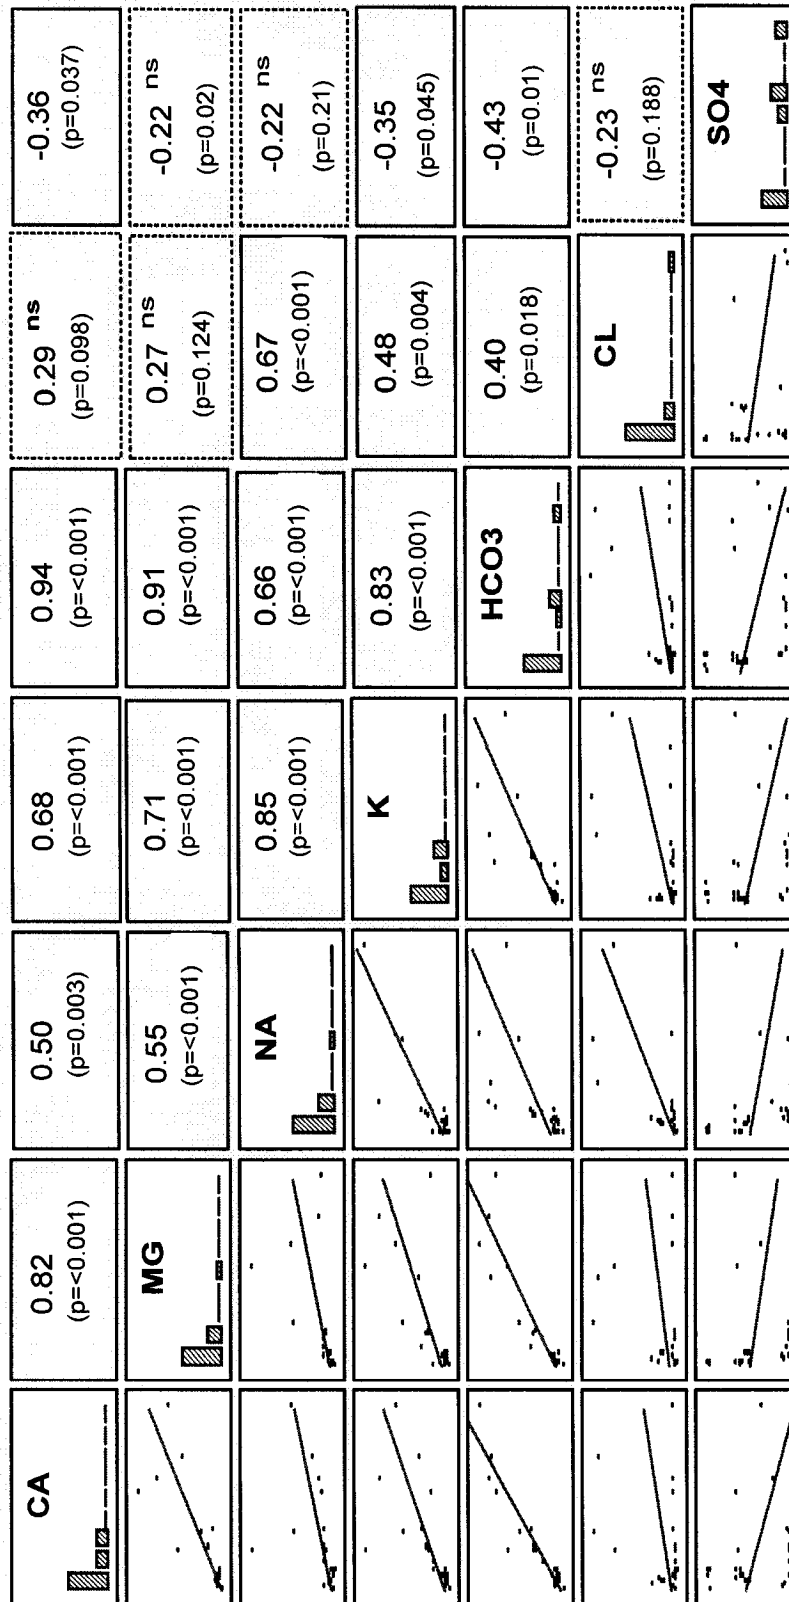 CA 0.82 0.50 0.68 0.94 0.29 ns -0.36
(p=<0.001) (p=0.003) (p=<0.001) (p=<0.001) (p=0.098) (p=0.037)
MG 0.55 0.71 0.91 0.27 ns -0.22 ns
(p=<0.001) (p=<0.001) (p=<0.001) (p=0.124) (p=0.02)
NA 0.85 0.66 0.67 -0.22 ns
(p=<0.001) (p=<0.001) (p=<0.001) (p=0.21)
K 0.83 0.48 -0.35
(p=<0.001) (p=0.004) (p=0.045)
HCO3 0.40 -0.43
(p=0.018) (p=0.01)
CL -0.23 ns
(p=0.188)
SO4